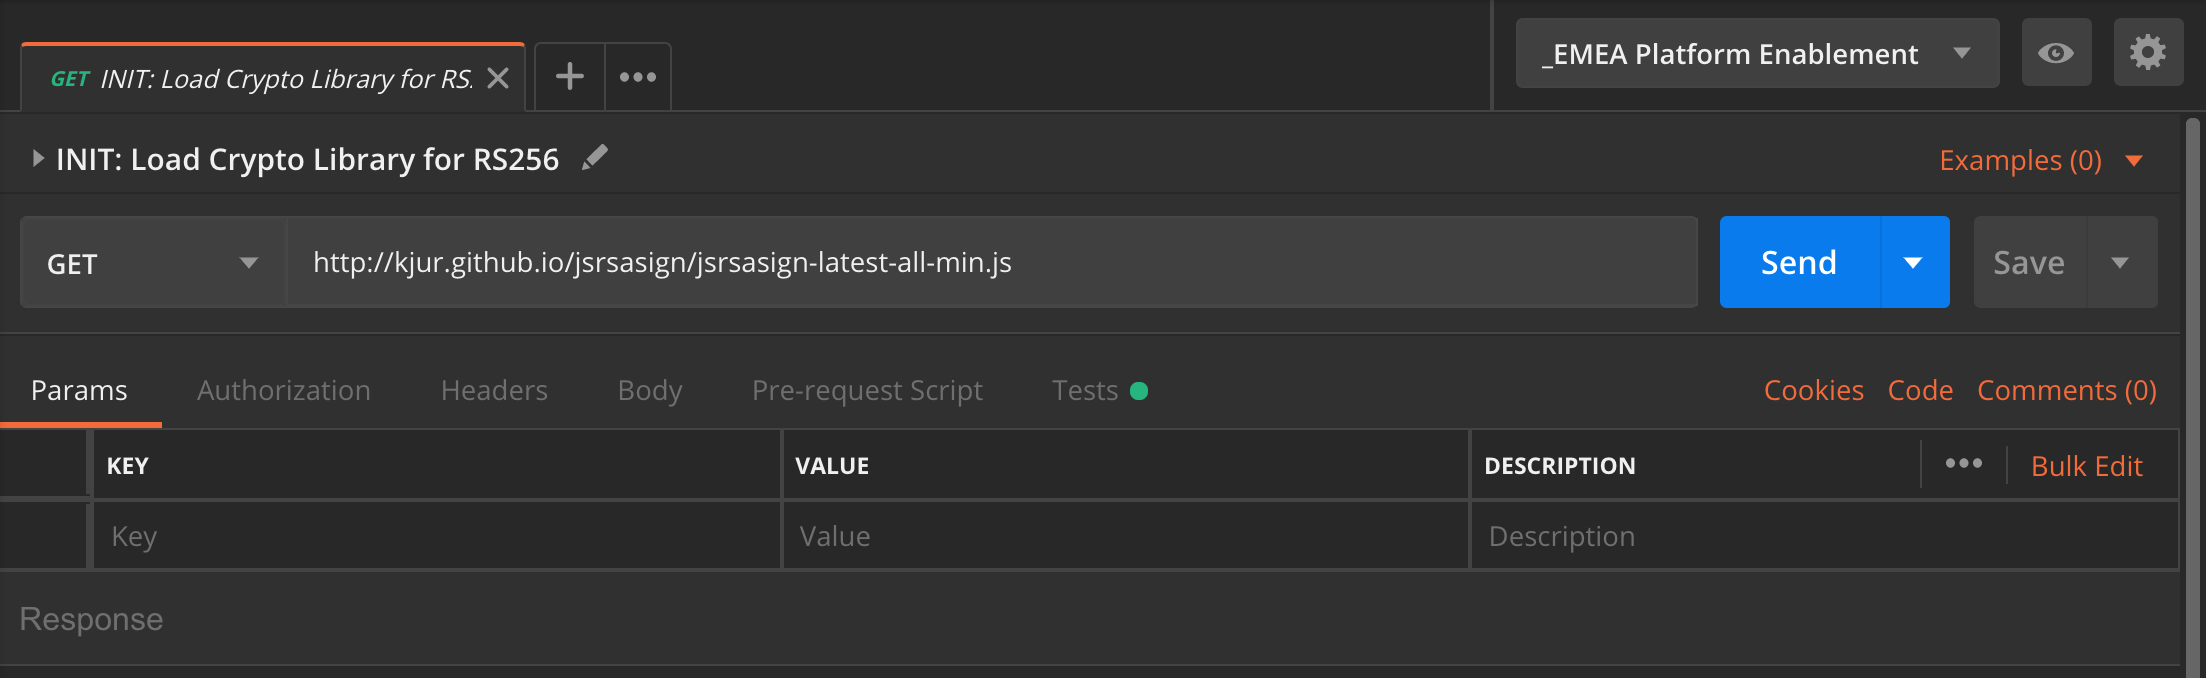 GET INIT: Load Crypto Library for RS.
_EMEA Platform Enablement
INIT: Load Crypto Library for RS256
Examples (0)
GET
http://kjur.github.io/jsrsasign/jsrsasign-latest-all-min.js
Send
Save
Params Authorization Headers Body Pre-request Script Tests
Cookies Code Comments (0)
KEY VALUE DESCRIPTION Bulk Edit
Key Value Description
Response